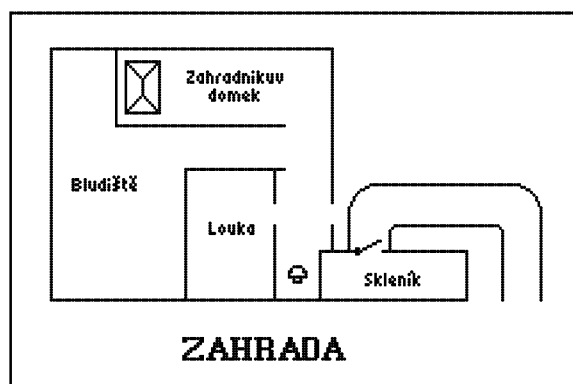 Zahradnikuv
domek
Bludiště
Louka
Skleník
ZAHRADA